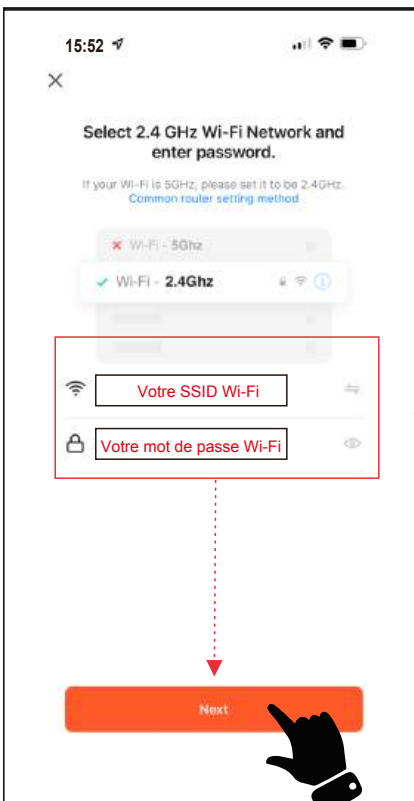 15:52
Select 2.4 GHz Wi-Fi Network and
enter password.
If your Wi-Fi is 5GHz, please set it to be 2.4GHz.
Common router setting method
Wi-Fi - 5Ghz
Wi-Fi - 2.4Ghz
Votre SSID Wi-Fi
Votre mot de passe Wi-Fi
Next